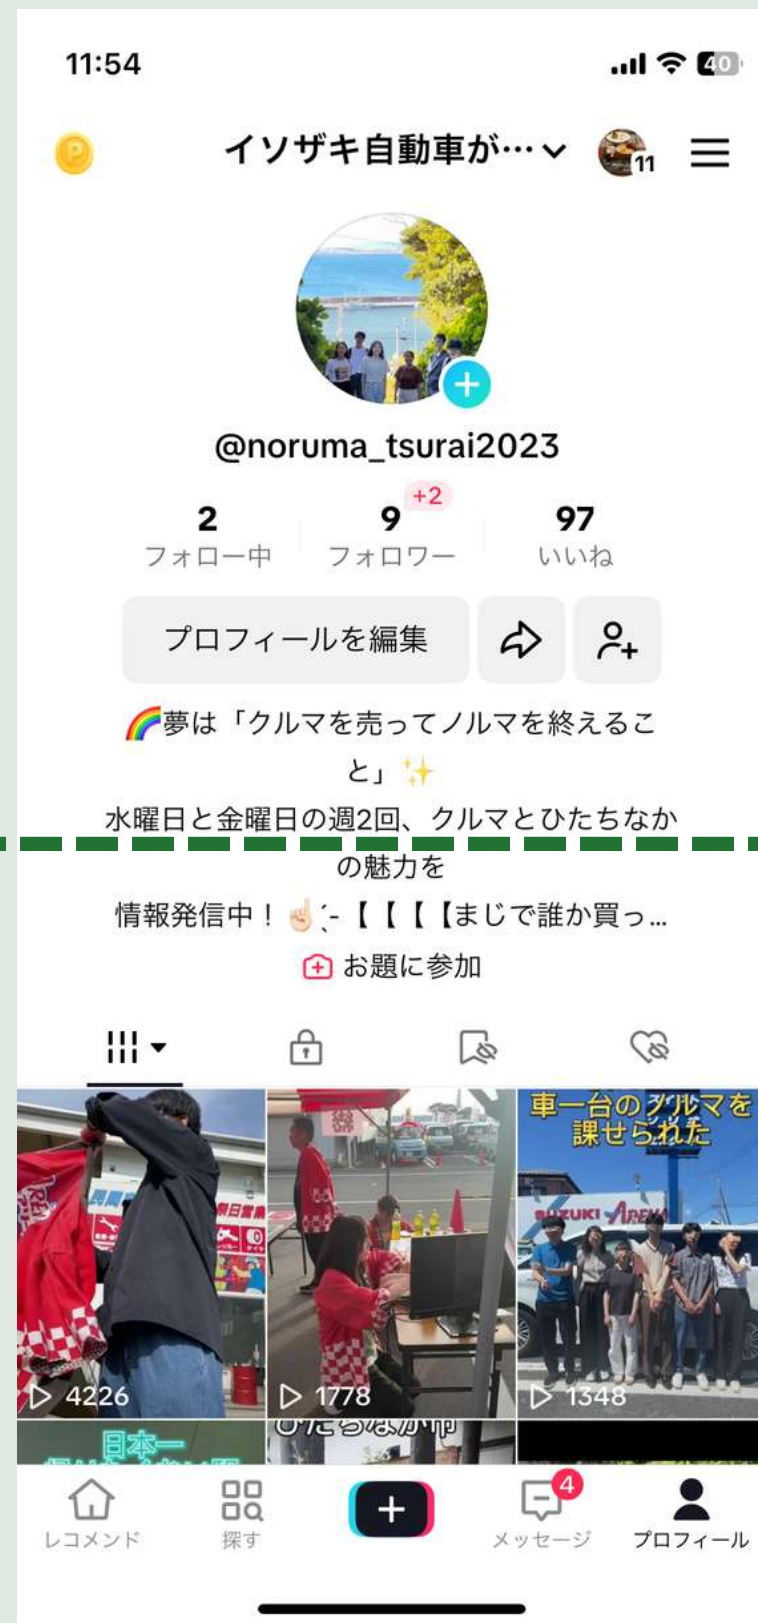 11:54
40
イソザキ自動車が…
11
@noruma_tsurai2023
+2
2
9
97
フォロー中
フォロワー
いいね
プロフィールを編集
🌈夢は「クルマを売ってノルマを終えるこ
と」✨
水曜日と金曜日の週2回、クルマとひたちなか
の魅力を
情報発信中！☝🏻 ̖́-【【【【まじで誰か買っ...
お題に参加
車一台のノルマを
課せられた
SUZUKI ARENA
4226
1778
1348
日本一
ひたちなか市
レコメンド
探す
4
メッセージ
プロフィール